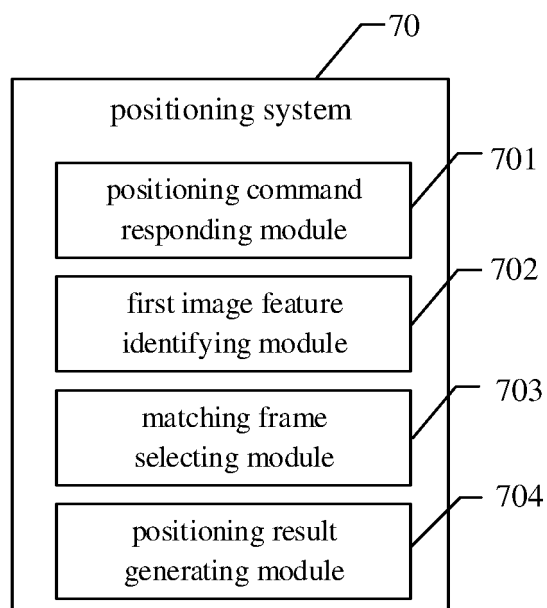 70
positioning system
701
positioning command
responding module
702
first image feature
identifying module
703
matching frame
selecting module
704
positioning result
generating module